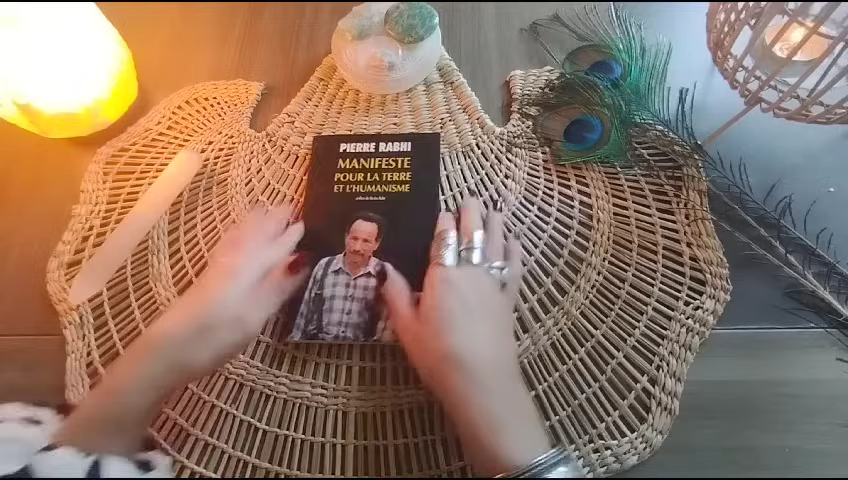 PIERRE RABHI
MANIFESTE
POUR LA TERRE
ET L'HUMANISME